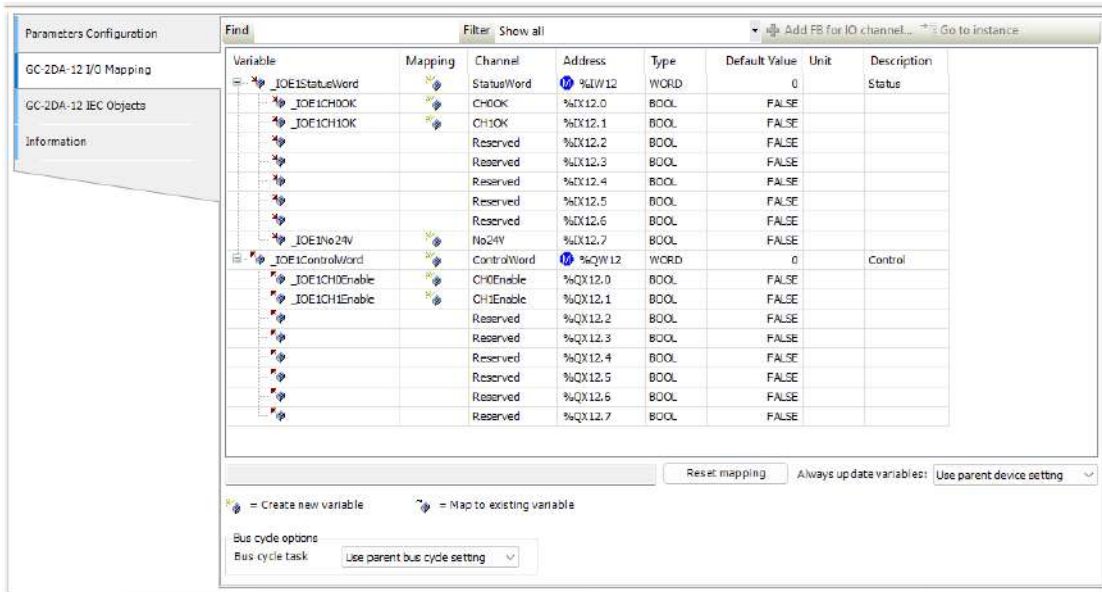 Parameters Configuration
GC-2DA-12 I/O Mapping
GC-2DA-12 IEC Objects
Information
Find Filter Show all Add FB for IO channel... Go to instance
Variable Mapping Channel Address Type Default Value Unit Description
_IOE1StatusWord StatusWord %IW12 WORD 0 Status
_IOE1CH0OK CH0OK %IX12.0 BOOL FALSE
_IOE1CH1OK CH1OK %IX12.1 BOOL FALSE
Reserved %IX12.2 BOOL FALSE
Reserved %IX12.3 BOOL FALSE
Reserved %IX12.4 BOOL FALSE
Reserved %IX12.5 BOOL FALSE
Reserved %IX12.6 BOOL FALSE
_IOE1No24V No24V %IX12.7 BOOL FALSE
_IOE1ControlWord ControlWord %QW12 WORD 0 Control
_IOE1CH0Enable CH0Enable %QX12.0 BOOL FALSE
_IOE1CH1Enable CH1Enable %QX12.1 BOOL FALSE
Reserved %QX12.2 BOOL FALSE
Reserved %QX12.3 BOOL FALSE
Reserved %QX12.4 BOOL FALSE
Reserved %QX12.5 BOOL FALSE
Reserved %QX12.6 BOOL FALSE
Reserved %QX12.7 BOOL FALSE
Reset mapping Always update variables: Use parent device setting
= Create new variable = Map to existing variable
Bus cycle options
Bus cycle task Use parent bus cycle setting